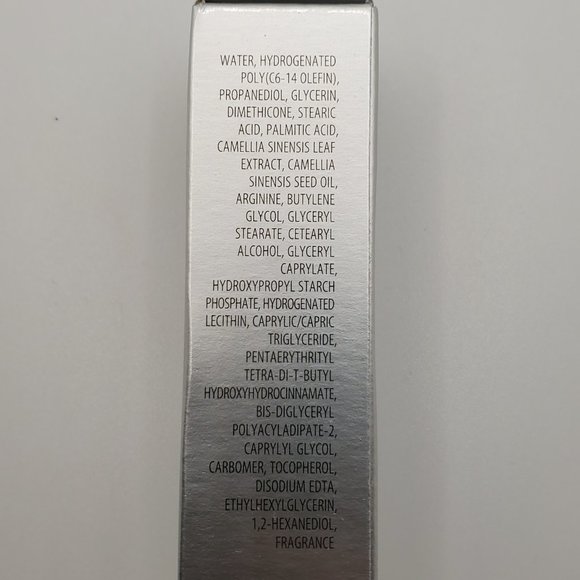 WATER, HYDROGENATED
POLY(C6-14 OLEFIN),
PROPANEDIOL, GLYCERIN,
DIMETHICONE, STEARIC
ACID, PALMITIC ACID,
CAMELLIA SINENSIS LEAF
EXTRACT, CAMELLIA
SINENSIS SEED OIL,
ARGININE, BUTYLENE
GLYCOL, GLYCERYL
STEARATE, CETEARYL
ALCOHOL, GLYCERYL
CAPRYLATE,
HYDROXYPROPYL STARCH
PHOSPHATE, HYDROGENATED
LECITHIN, CAPRYLIC/CAPRIC
TRIGLYCERIDE,
PENTAERYTHRITYL
TETRA-DI-T-BUTYL
HYDROXYHYDROCINNAMATE,
BIS-DIGLYCERYL
POLYACYLADIPATE-2,
CAPRYLYL GLYCOL,
CARBOMER, TOCOPHEROL,
DISODIUM EDTA,
ETHYLHEXYLGLYCERIN,
1,2-HEXANEDIOL,
FRAGRANCE